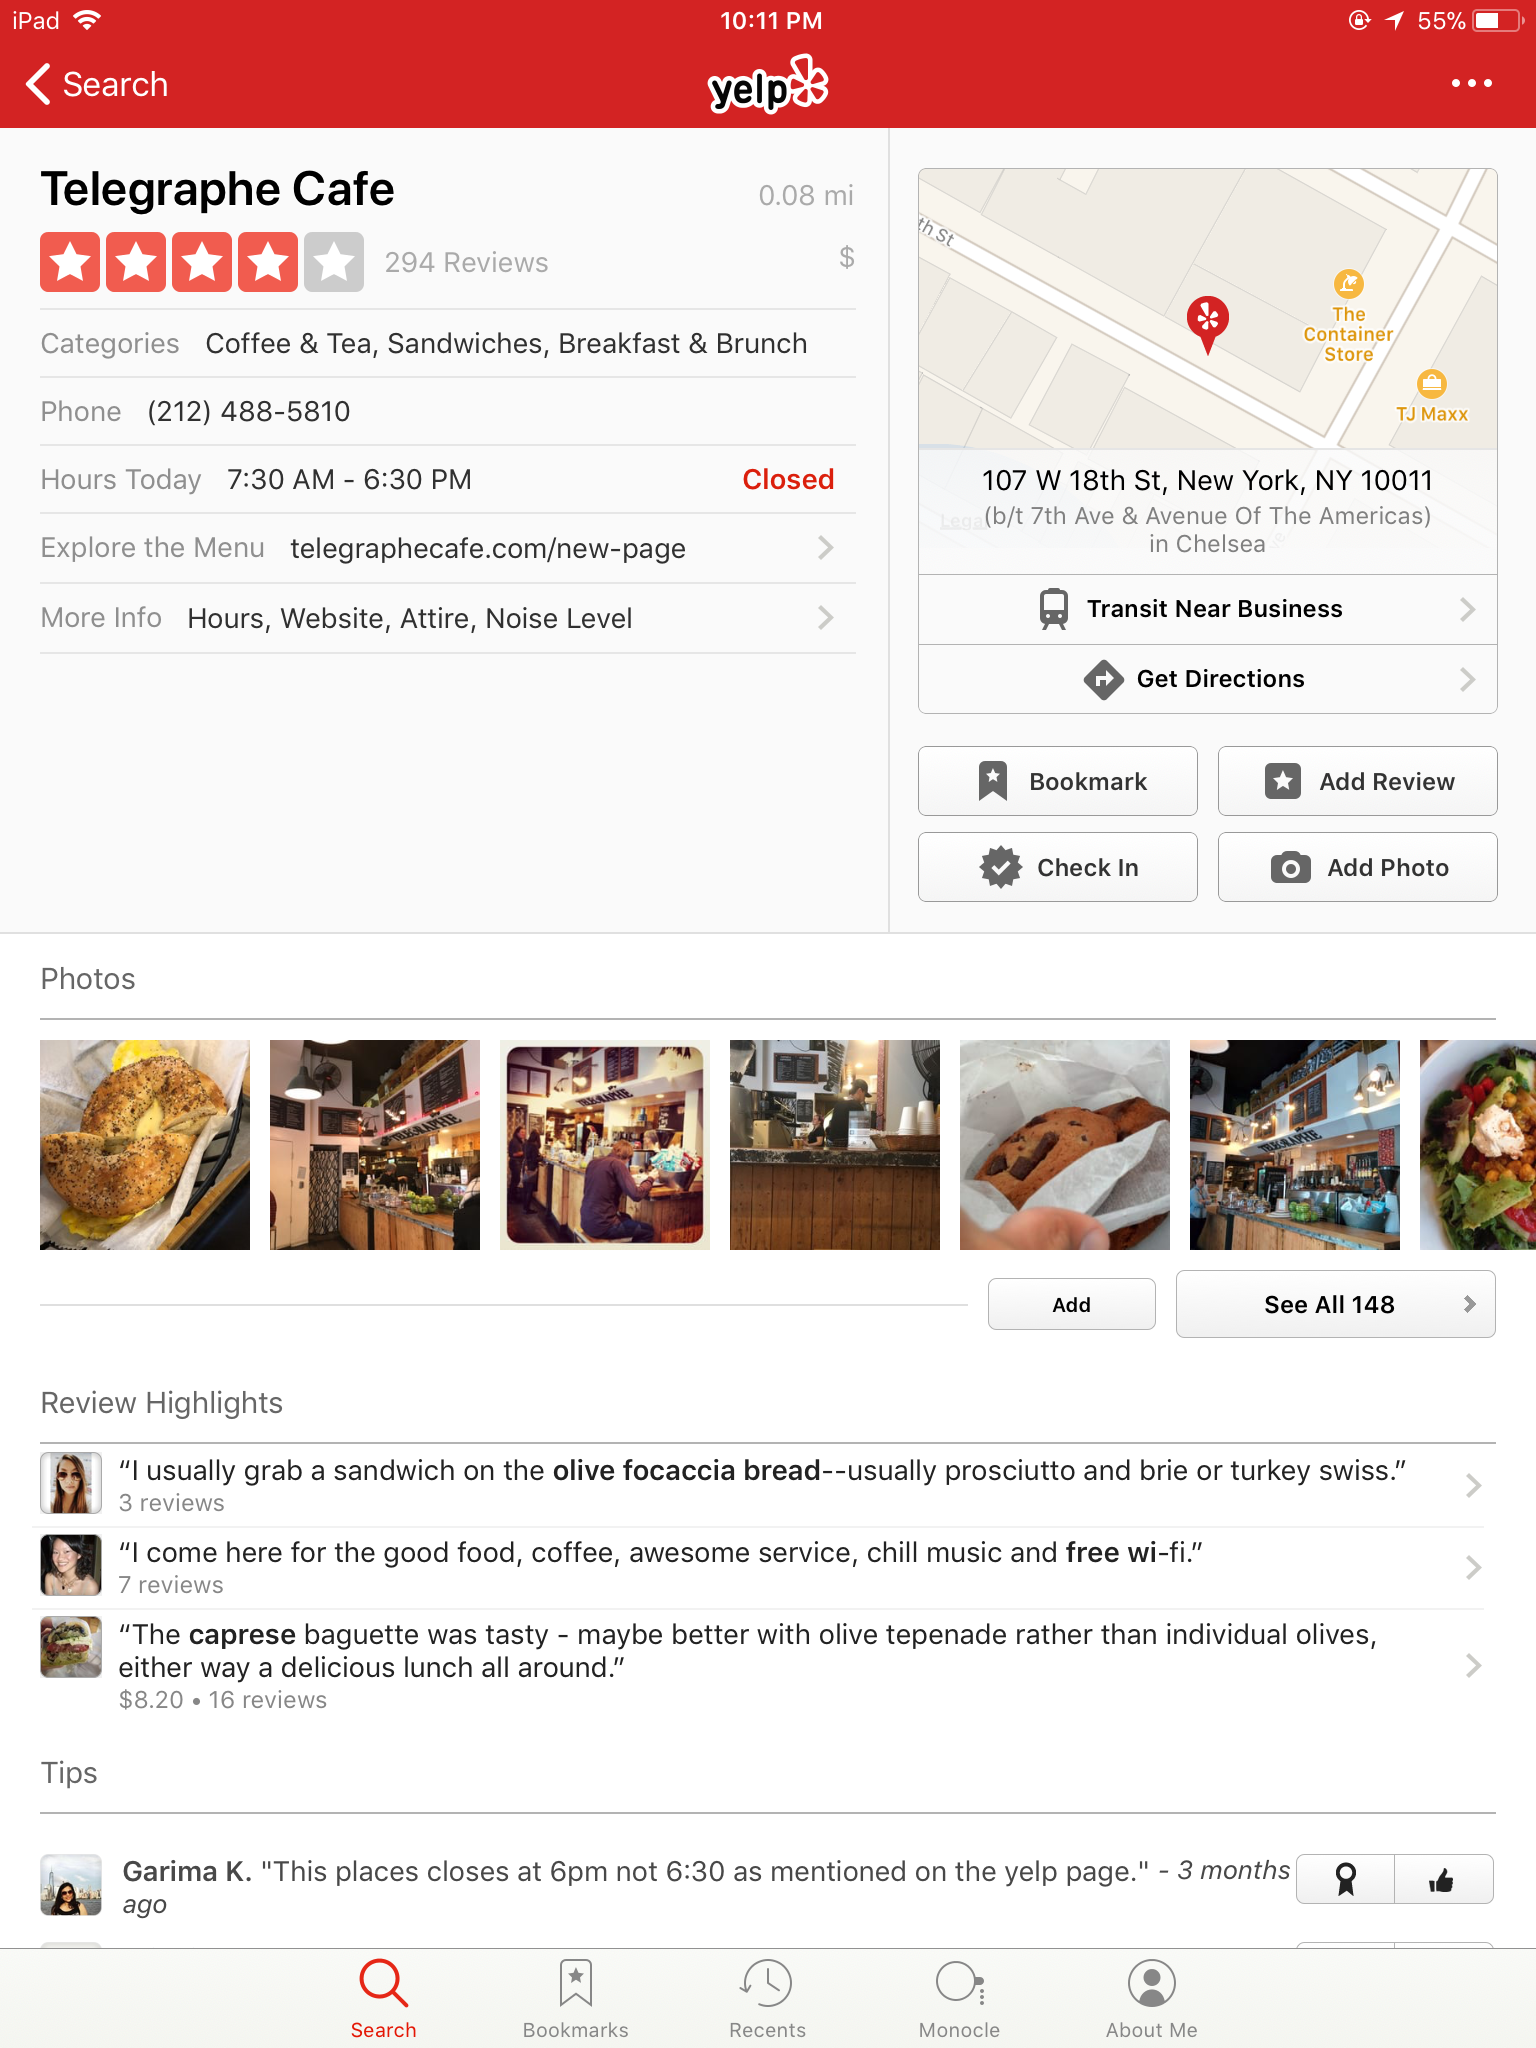 iPad
10:11 PM
55%
Search
yelp
Telegraphe Cafe
0.08 mi
294 Reviews
$
Categories Coffee & Tea, Sandwiches, Breakfast & Brunch
Phone (212) 488-5810
Hours Today 7:30 AM - 6:30 PM
Closed
Explore the Menu telegraphecafe.com/new-page
More Info Hours, Website, Attire, Noise Level
th St
The
Container
Store
TJ Maxx
107 W 18th St, New York, NY 10011
Lega
(b/t 7th Ave & Avenue Of The Americas)
in Chelsea
Transit Near Business
Get Directions
Bookmark
Add Review
Check In
Add Photo
Photos
TELEGRAPHE
TELEGRAPHE
TELEGRAPHE
Add
See All 148
Review Highlights
“I usually grab a sandwich on the olive focaccia bread--usually prosciutto and brie or turkey swiss.”
3 reviews
“I come here for the good food, coffee, awesome service, chill music and free wi-fi.”
7 reviews
“The caprese baguette was tasty - maybe better with olive tepenade rather than individual olives,
either way a delicious lunch all around.”
$8.20 • 16 reviews
Tips
Garima K. "This places closes at 6pm not 6:30 as mentioned on the yelp page." - 3 months
ago
Search
Bookmarks
Recents
Monocle
About Me